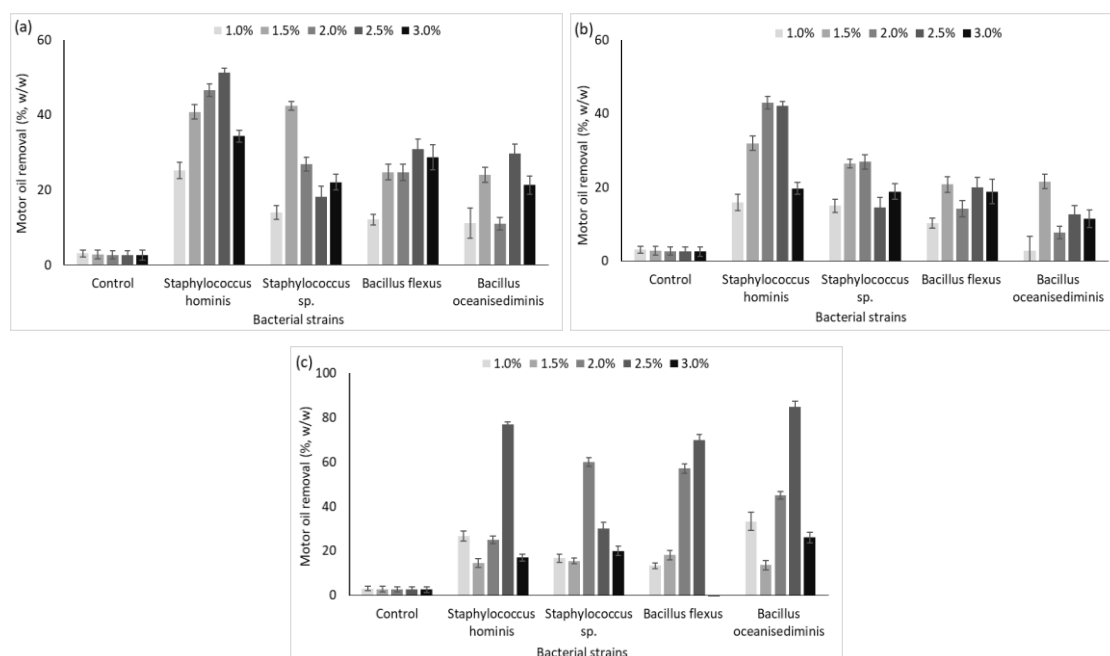 (a)
1.0% 1.5% 2.0% 2.5% 3.0%
60
40
20
0
Motor oil removal (%, w/w)
Control
Staphylococcus
hominis
Staphylococcus
sp.
Bacillus flexus
Bacillus
oceanisediminis
Bacterial strains
(b)
1.0% 1.5% 2.0% 2.5% 3.0%
60
40
20
0
Motor oil removal (%, w/w)
Control
Staphylococcus
hominis
Staphylococcus
sp.
Bacillus flexus
Bacillus
oceanisediminis
Bacterial strains
(c)
1.0% 1.5% 2.0% 2.5% 3.0%
100
80
60
40
20
0
Motor oil removal (%, w/w)
Control
Staphylococcus
hominis
Staphylococcus
sp.
Bacillus flexus
Bacillus
oceanisediminis
Bacterial strains